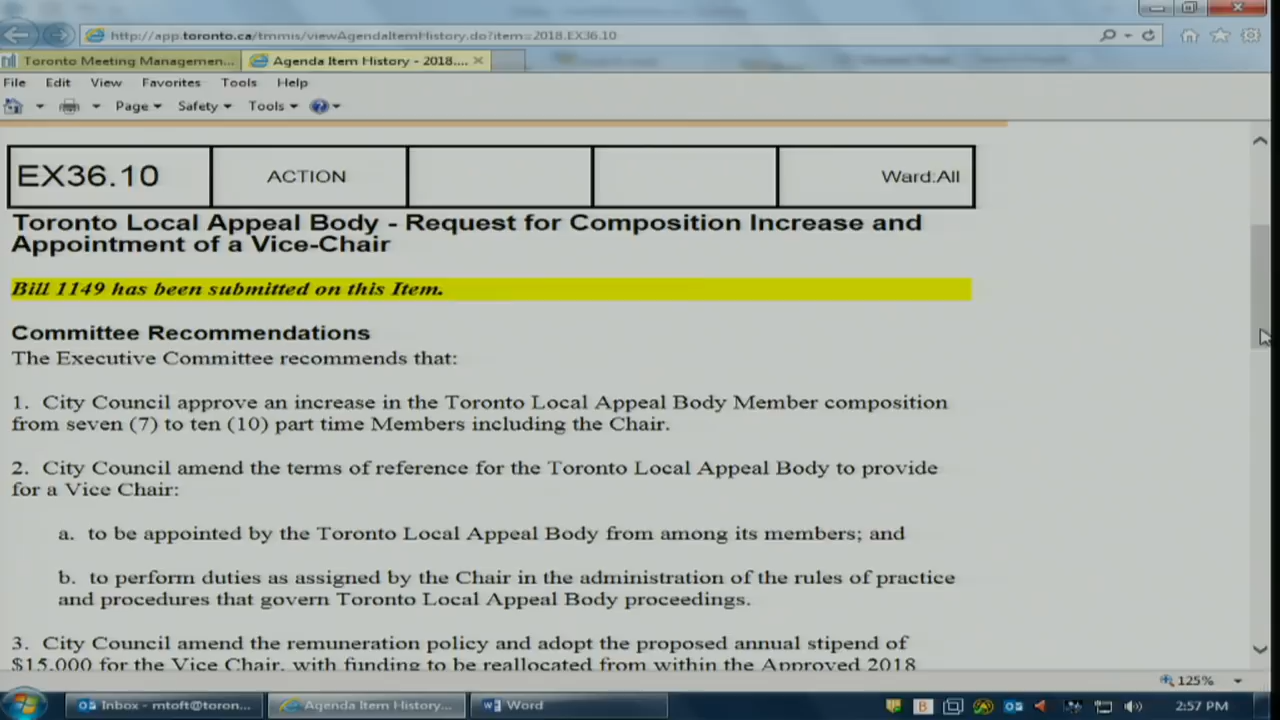 http://app.toronto.ca/tmmis/viewAgendaItemHistory.do?item=2018.EX36.10
Toronto Meeting Managemen...
Agenda Item History - 2018....
File Edit View Favorites Tools Help
Page Safety Tools
EX36.10 ACTION Ward:All
Toronto Local Appeal Body - Request for Composition Increase and
Appointment of a Vice-Chair
Bill 1149 has been submitted on this Item.
Committee Recommendations
The Executive Committee recommends that:
1. City Council approve an increase in the Toronto Local Appeal Body Member composition
from seven (7) to ten (10) part time Members including the Chair.
2. City Council amend the terms of reference for the Toronto Local Appeal Body to provide
for a Vice Chair:
a. to be appointed by the Toronto Local Appeal Body from among its members; and
b. to perform duties as assigned by the Chair in the administration of the rules of practice
and procedures that govern Toronto Local Appeal Body proceedings.
3. City Council amend the remuneration policy and adopt the proposed annual stipend of
$15,000 for the Vice Chair, with funding to be reallocated from within the Approved 2018
125%
Inbox - mtoft@toron...
Agenda Item History...
Word
2:57 PM